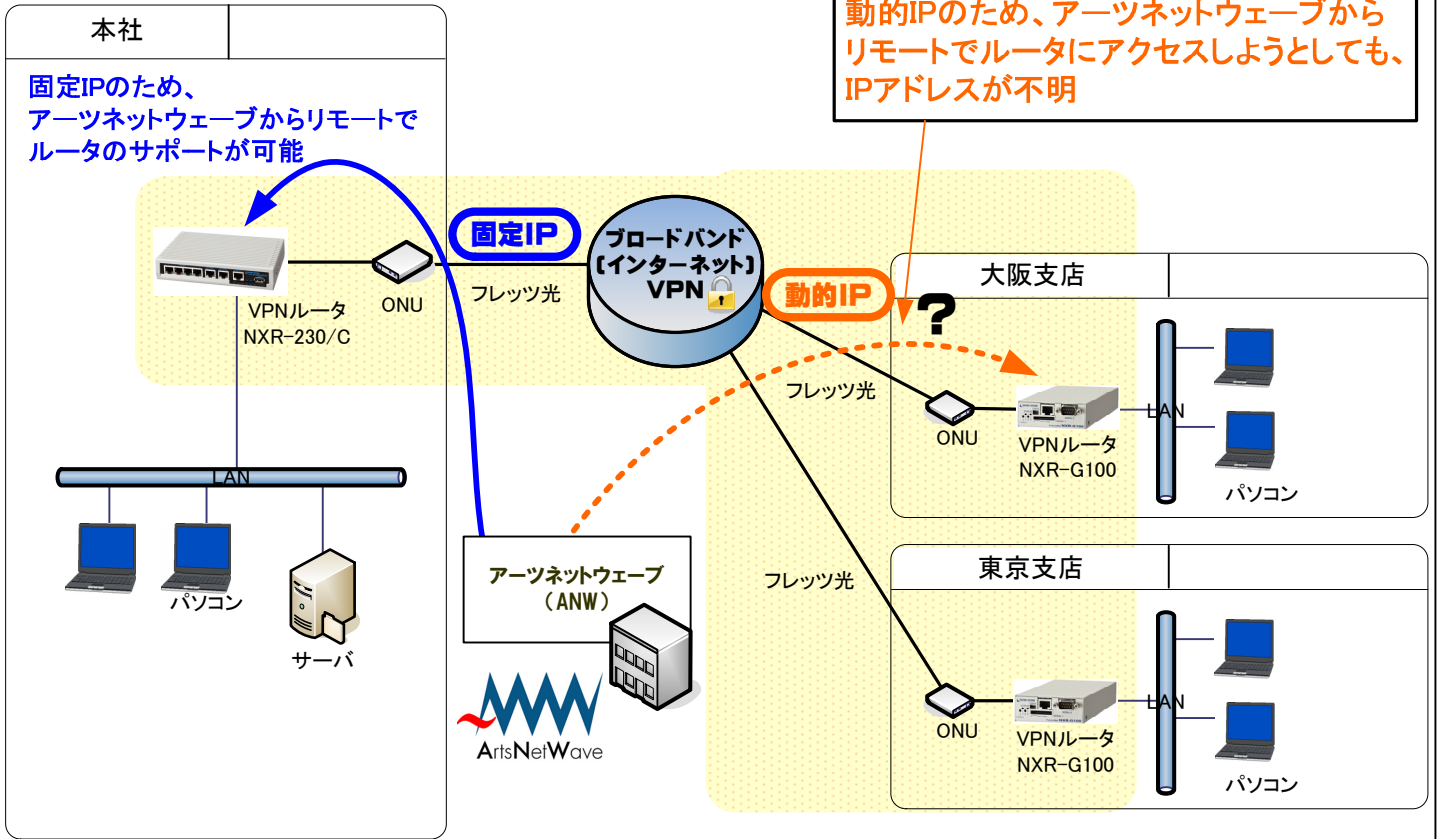 本社
固定IPのため、
アーツネットウェーブからリモートで
ルータのサポートが可能
動的IPのため、アーツネットウェーブから
リモートでルータにアクセスしようとしても、
IPアドレスが不明
固定IP
ブロードバンド
(インターネット)
VPN
動的IP
?
VPNルータ
NXR-230/C
ONU
フレッツ光
LAN
パソコン
サーバ
アーツネットウェーブ
(ANW)
ArtsNetWave
大阪支店
フレッツ光
ONU
VPNルータ
NXR-G100
LAN
パソコン
東京支店
フレッツ光
ONU
VPNルータ
NXR-G100
LAN
パソコン